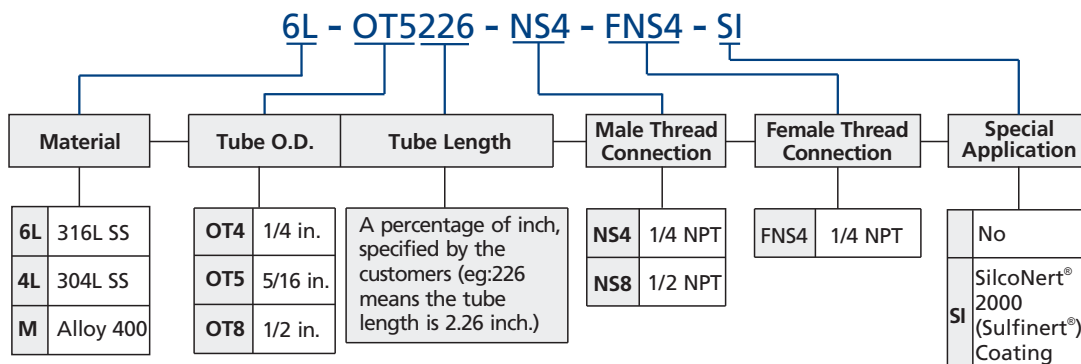 6L - OT5226 - NS4 - FNS4 - SI
Material
Tube O.D.
Tube Length
Male Thread
Connection
Female Thread
Connection
Special
Application
6L 316L SS
4L 304L SS
M Alloy 400
OT4 1/4 in.
OT5 5/16 in.
OT8 1/2 in.
A percentage of inch,
specified by the
customers (eg:226
means the tube
length is 2.26 inch.)
NS4 1/4 NPT
NS8 1/2 NPT
FNS4 1/4 NPT
No
SI SilcoNert®
2000
(Sulfinert®)
Coating